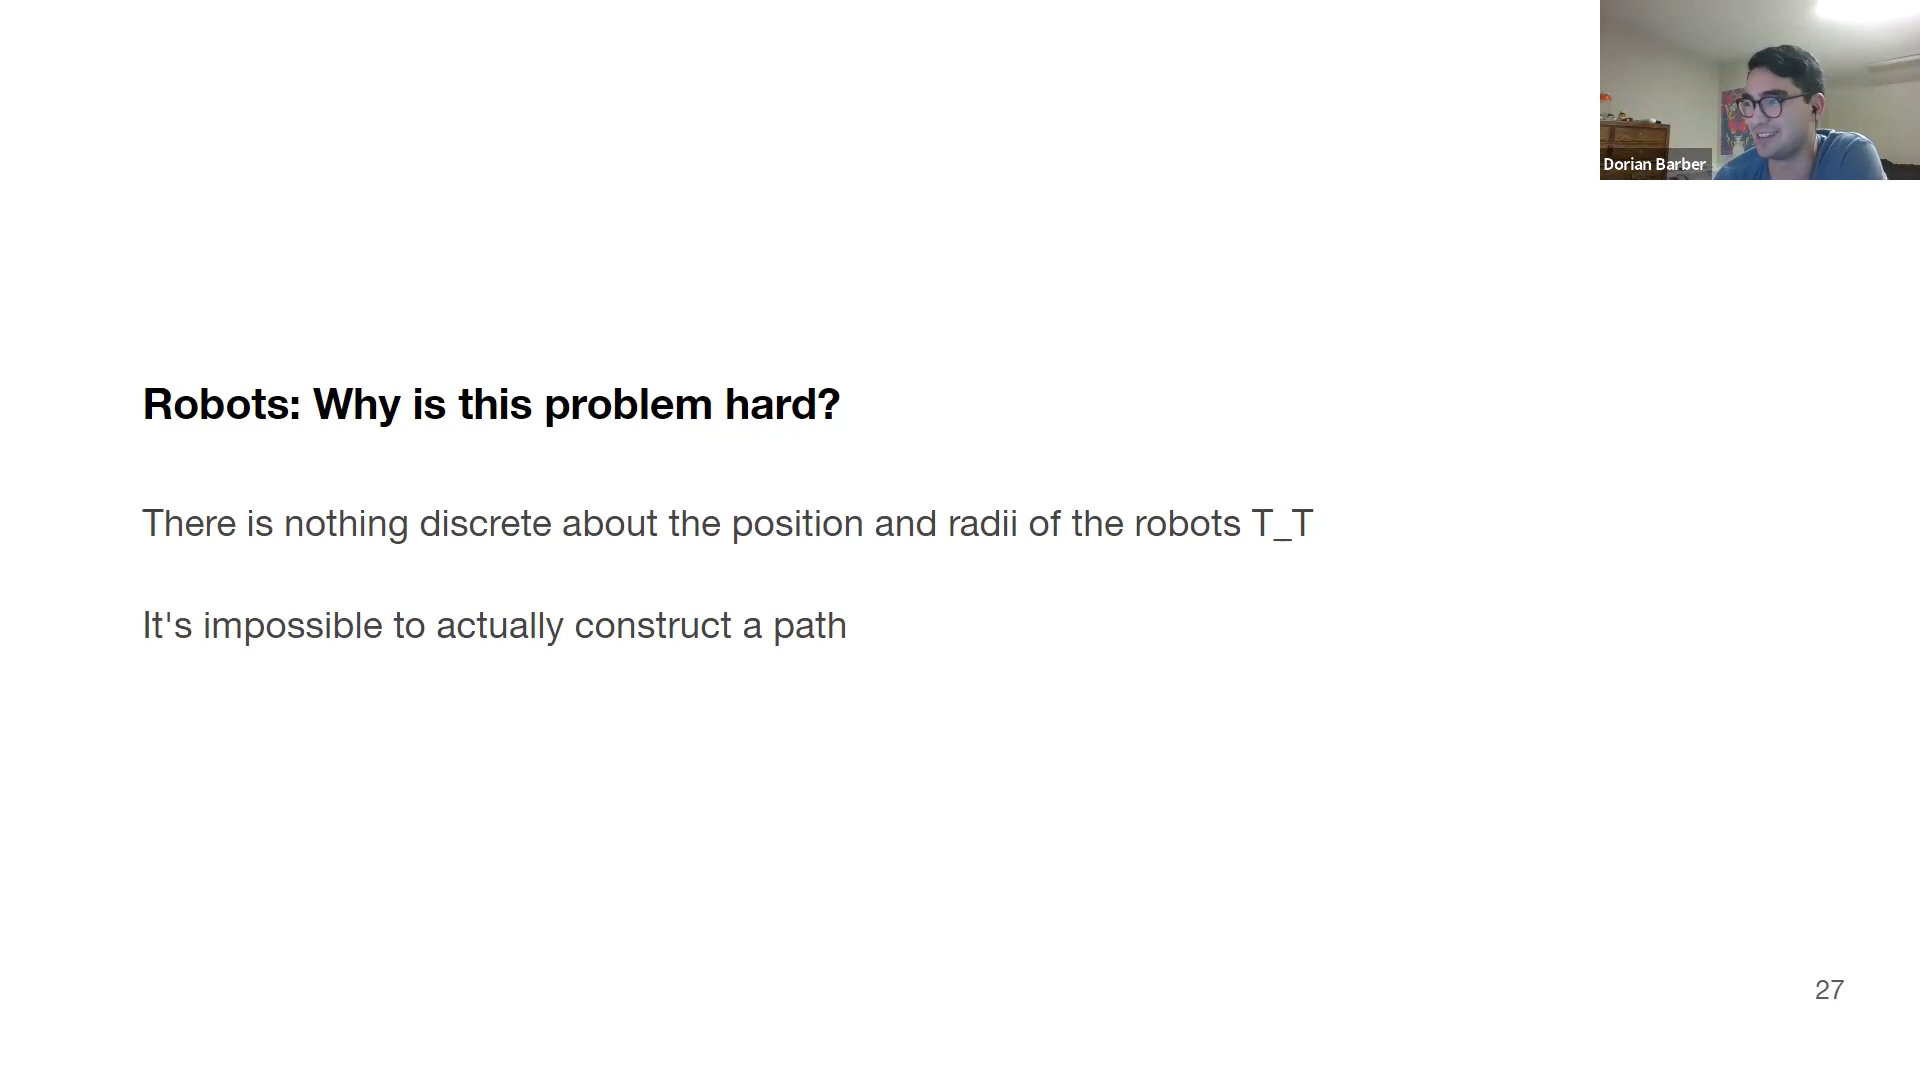 Dorian Barber
Robots: Why is this problem hard?
There is nothing discrete about the position and radii of the robots T_T
It's impossible to actually construct a path
27